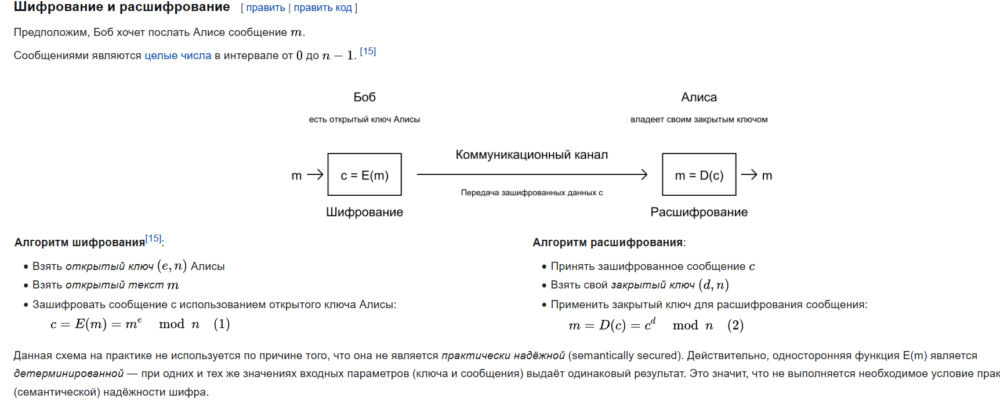 Шифрование и расшифрование [ править | править код ]
Предположим, Боб хочет послать Алисе сообщение m.
Сообщениями являются целые числа в интервале от 0 до n − 1. [15]
Боб
есть открытый ключ Алисы
Алиса
владеет своим закрытым ключом
m → c = E(m)
Шифрование
Коммуникационный канал
Передача зашифрованных данных c
m = D(c) → m
Расшифрование
Алгоритм шифрования[15]:
• Взять открытый ключ (e, n) Алисы
• Взять открытый текст m
• Зашифровать сообщение с использованием открытого ключа Алисы:
c = E(m) = m^e mod n (1)
Алгоритм расшифрования:
• Принять зашифрованное сообщение c
• Взять свой закрытый ключ (d, n)
• Применить закрытый ключ для расшифрования сообщения:
m = D(c) = c^d mod n (2)
Данная схема на практике не используется по причине того, что она не является практически надёжной (semantically secured). Действительно, односторонняя функция E(m) является
детерминированной — при одних и тех же значениях входных параметров (ключа и сообщения) выдаёт одинаковый результат. Это значит, что не выполняется необходимое условие
(семантической) надёжности шифра.